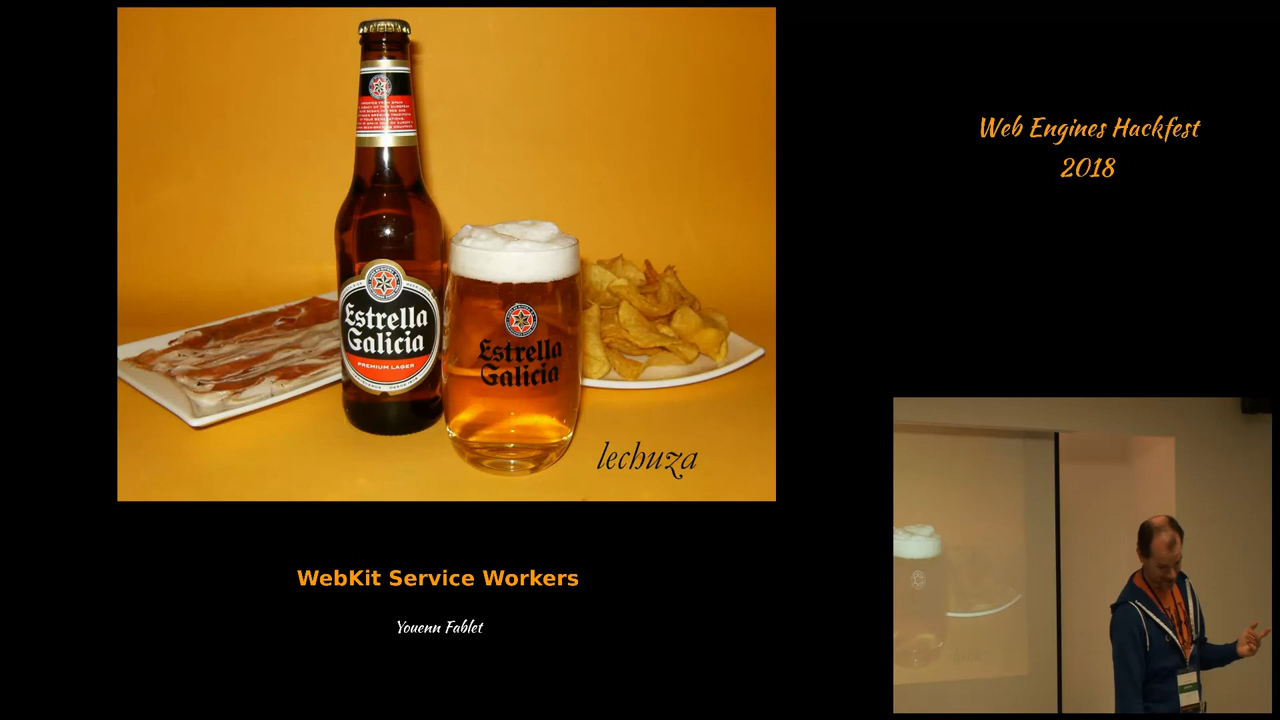 Estrella
Galicia
PREMIUM LAGER
Estrella
Galicia
lechuza
Web Engines Hackfest
2018
WebKit Service Workers
Youenn Fablet